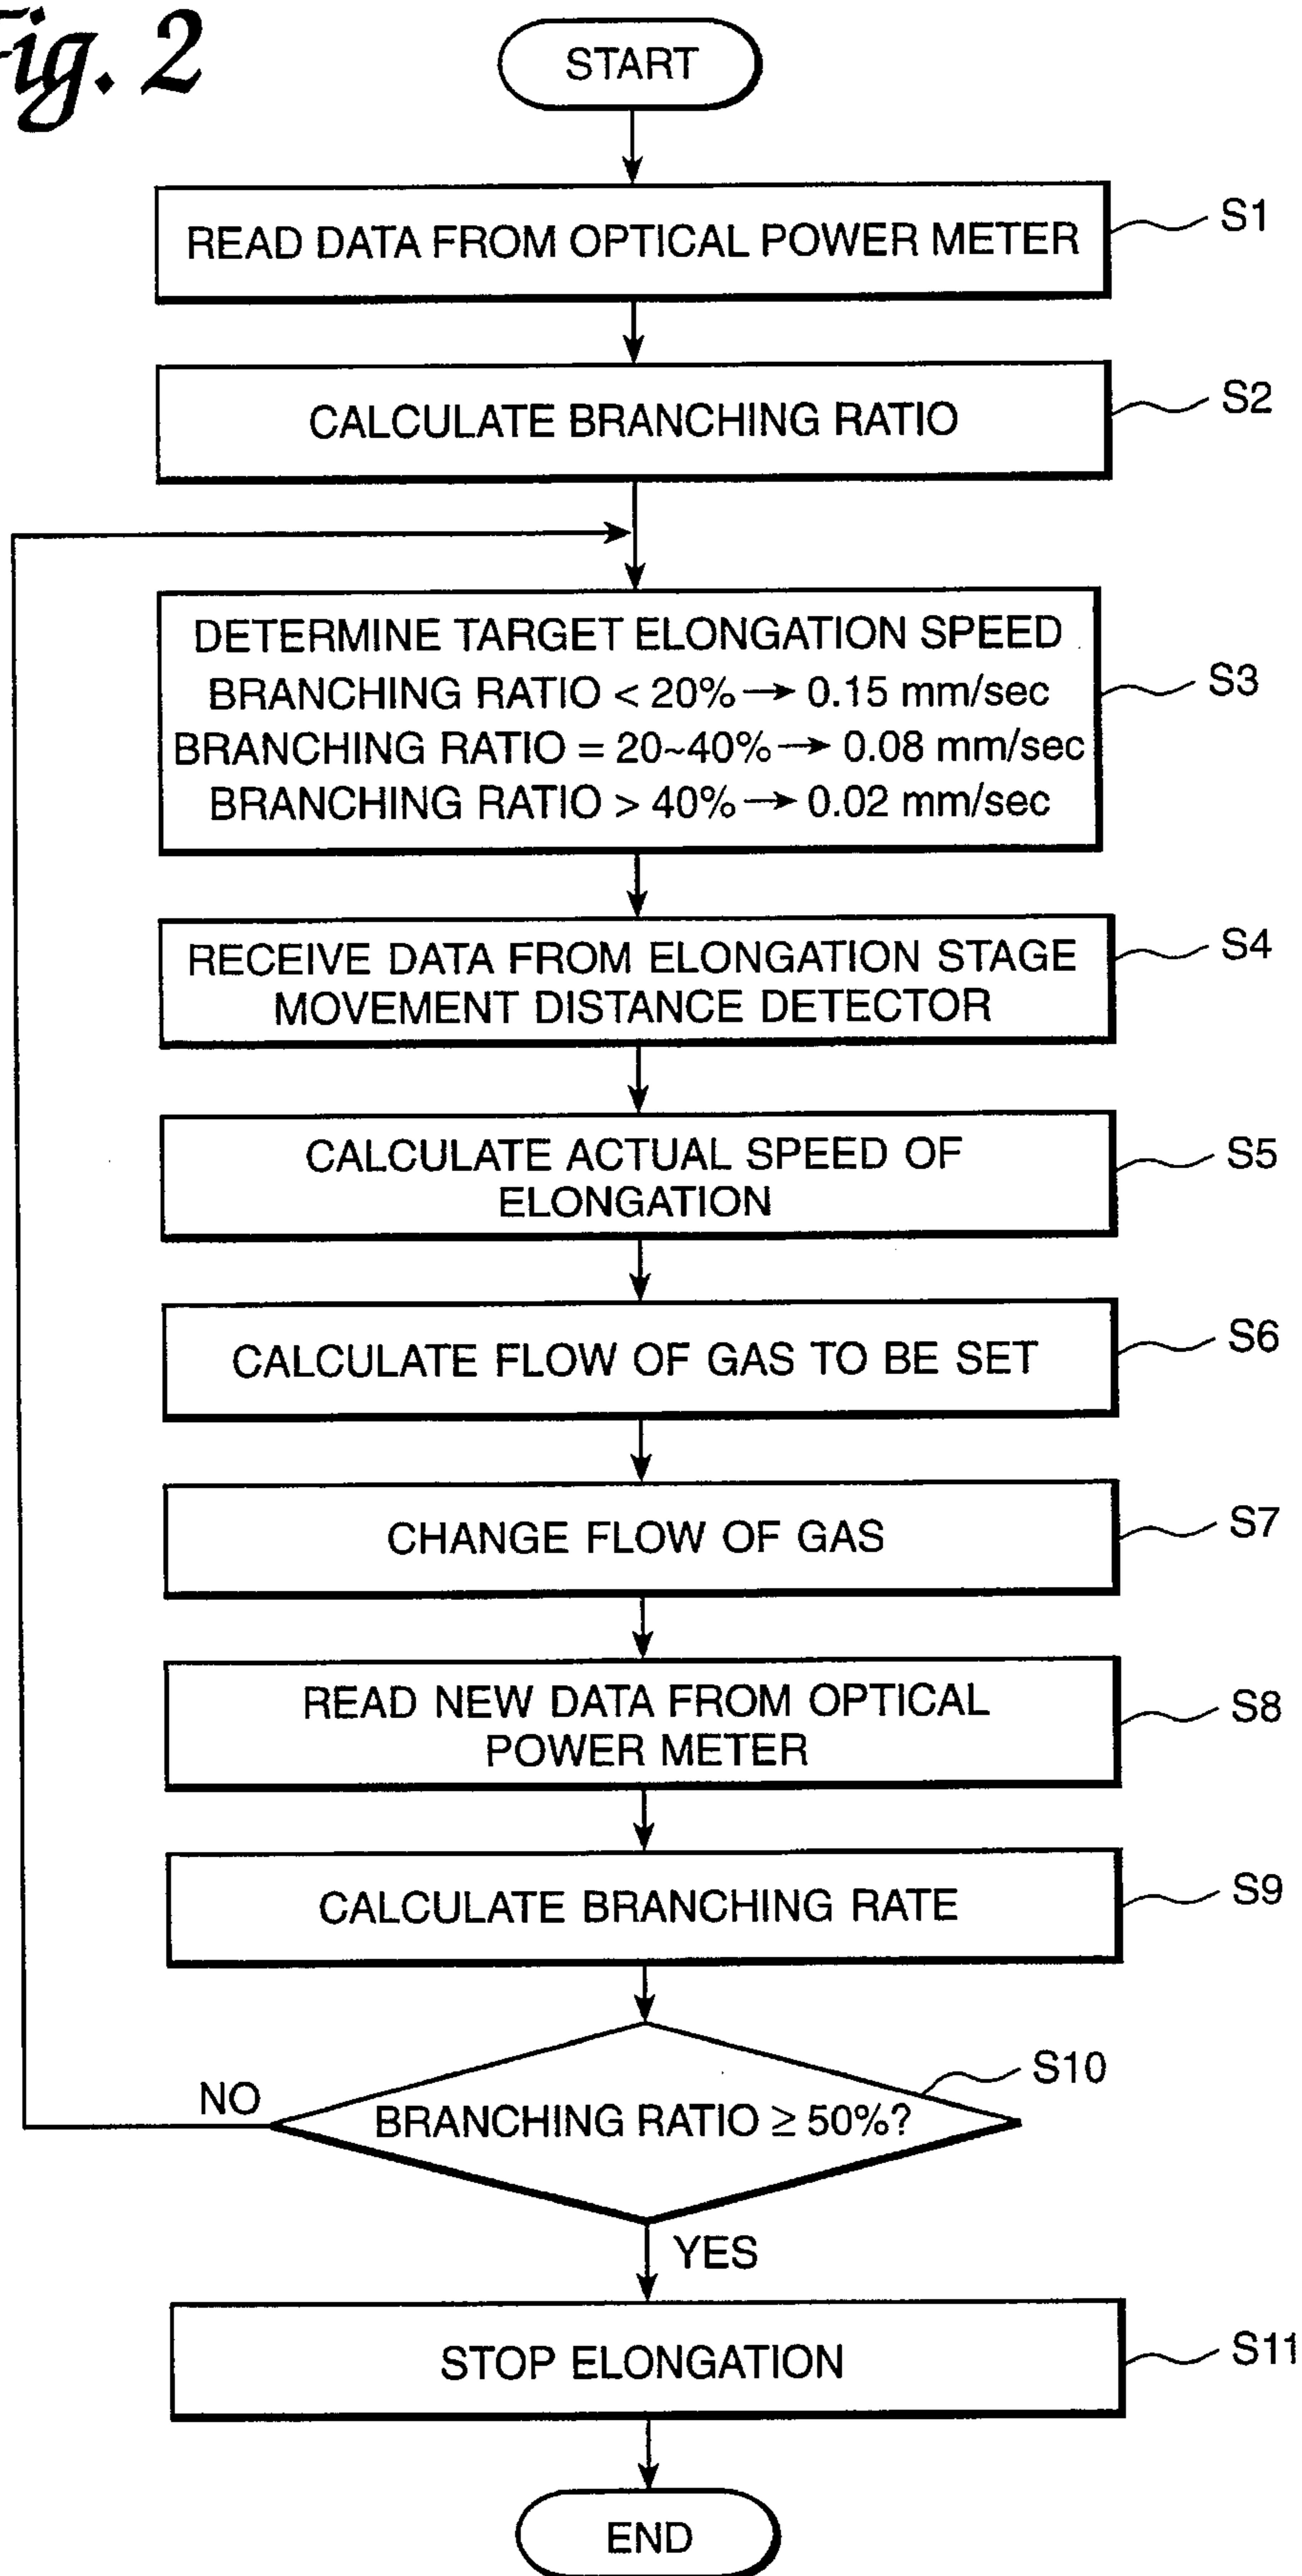 Fig. 2
START
READ DATA FROM OPTICAL POWER METER
S1
CALCULATE BRANCHING RATIO
S2
DETERMINE TARGET ELONGATION SPEED
BRANCHING RATIO < 20% → 0.15 mm/sec
BRANCHING RATIO = 20~40% → 0.08 mm/sec
BRANCHING RATIO > 40% → 0.02 mm/sec
S3
RECEIVE DATA FROM ELONGATION STAGE
MOVEMENT DISTANCE DETECTOR
S4
CALCULATE ACTUAL SPEED OF
ELONGATION
S5
CALCULATE FLOW OF GAS TO BE SET
S6
CHANGE FLOW OF GAS
S7
READ NEW DATA FROM OPTICAL
POWER METER
S8
CALCULATE BRANCHING RATE
S9
BRANCHING RATIO ≥ 50%?
S10
NO
YES
STOP ELONGATION
S11
END